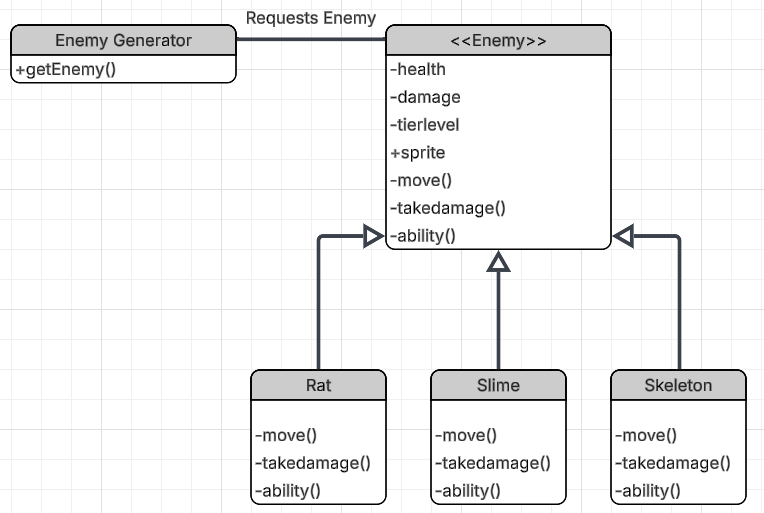 Requests Enemy
Enemy Generator
+getEnemy()
<<Enemy>>
-health
-damage
-tierlevel
+sprite
-move()
-takedamage()
-ability()
Rat
-move()
-takedamage()
-ability()
Slime
-move()
-takedamage()
-ability()
Skeleton
-move()
-takedamage()
-ability()